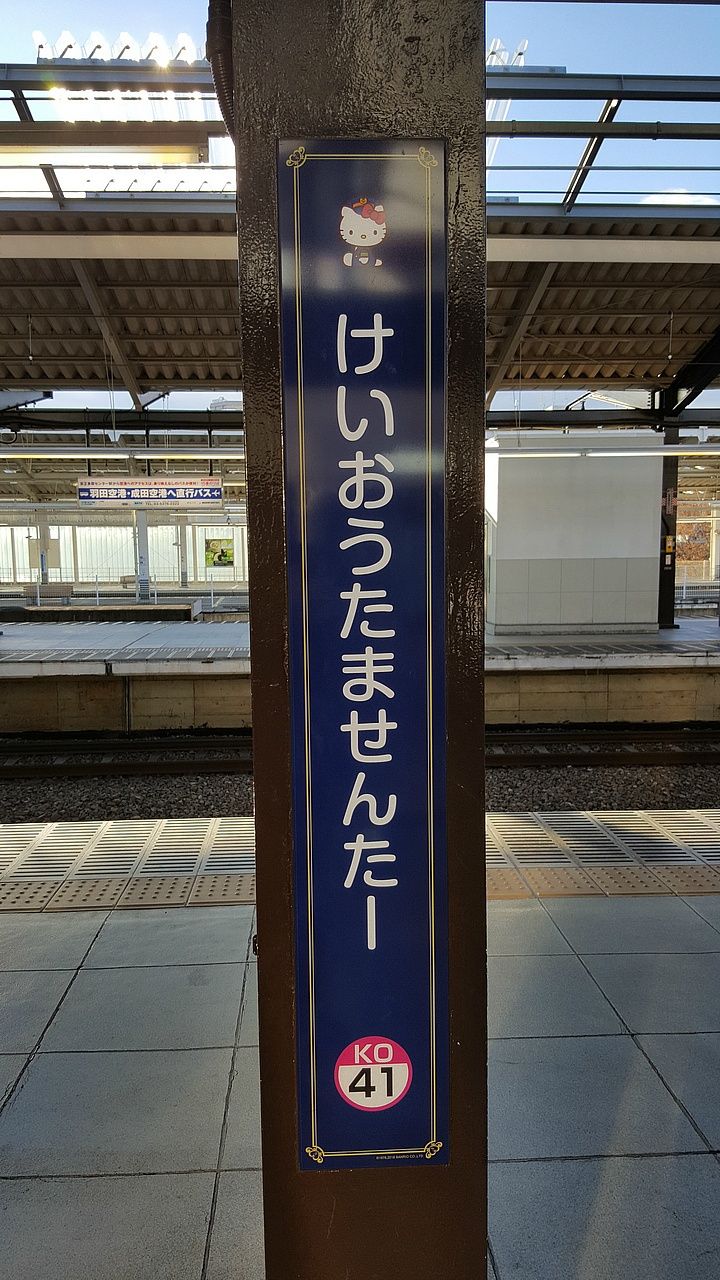 けいおうたませんたー
KO
41
羽田空港・成田空港へ直行バス